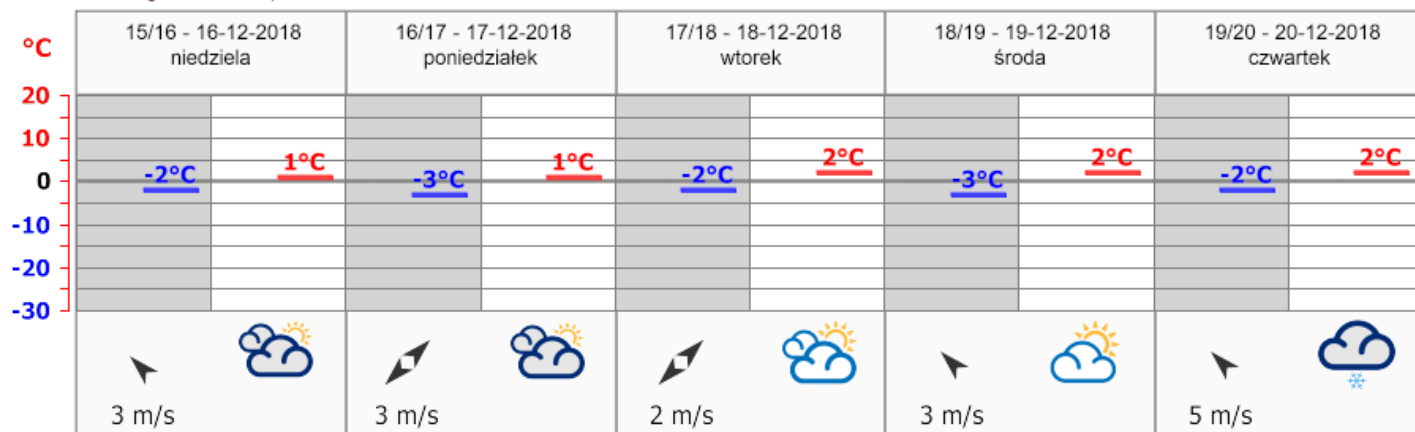 15/16 - 16-12-2018
niedziela
16/17 - 17-12-2018
poniedziałek
17/18 - 18-12-2018
wtorek
18/19 - 19-12-2018
środa
19/20 - 20-12-2018
czwartek
°C
20
10
0
-10
-20
-30
-2°C
1°C
-3°C
1°C
-2°C
2°C
-3°C
2°C
-2°C
2°C
3 m/s
3 m/s
2 m/s
3 m/s
5 m/s